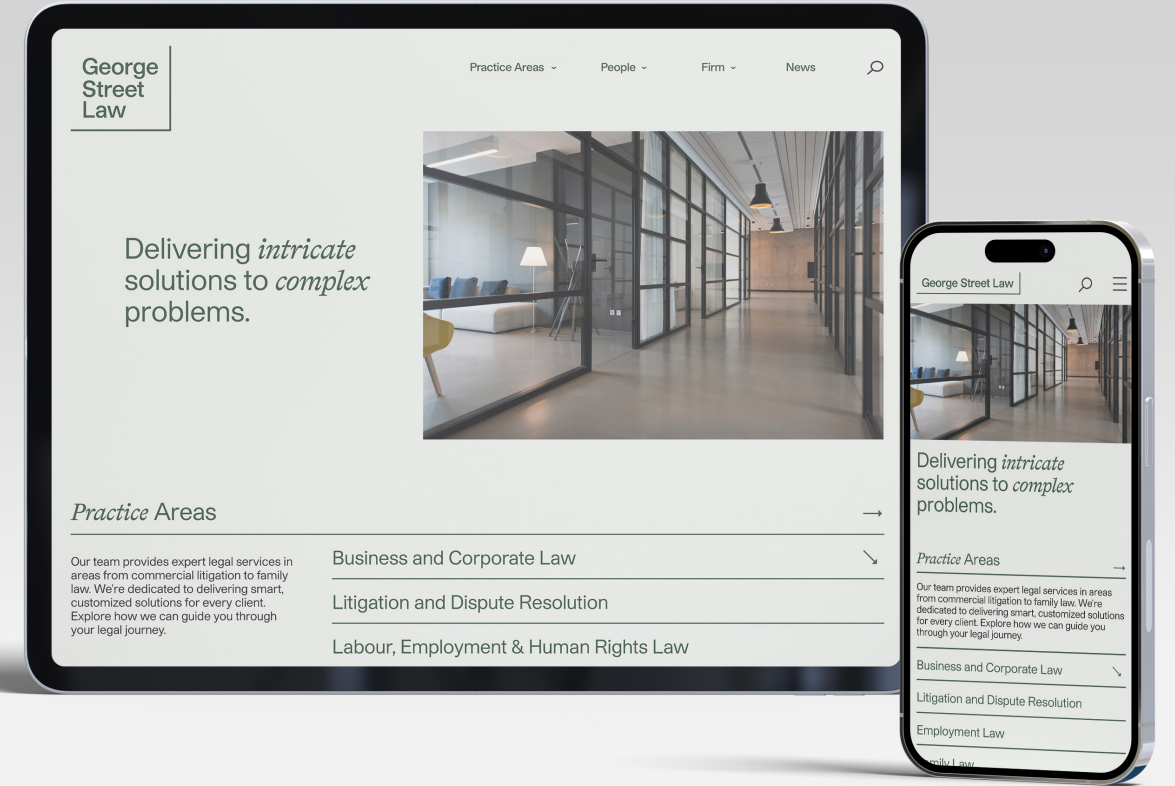 George
Street
Law
Practice Areas
People
Firm
News
Delivering intricate
solutions to complex
problems.
Practice Areas
Our team provides expert legal services in
areas from commercial litigation to family
law. We're dedicated to delivering smart,
customized solutions for every client.
Explore how we can guide you through
your legal journey.
Business and Corporate Law
Litigation and Dispute Resolution
Labour, Employment & Human Rights Law
George Street Law
Delivering intricate
solutions to complex
problems.
Practice Areas
Our team provides expert legal services in areas
from commercial litigation to family law. We're
dedicated to delivering smart, customized solutions
for every client. Explore how we can guide you
through your legal journey.
Business and Corporate Law
Litigation and Dispute Resolution
Employment Law
Family Law